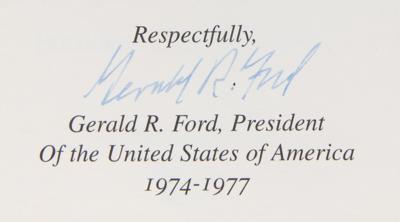 Respectfully,
Gerald R. Ford
Gerald R. Ford, President
Of the United States of America
1974-1977